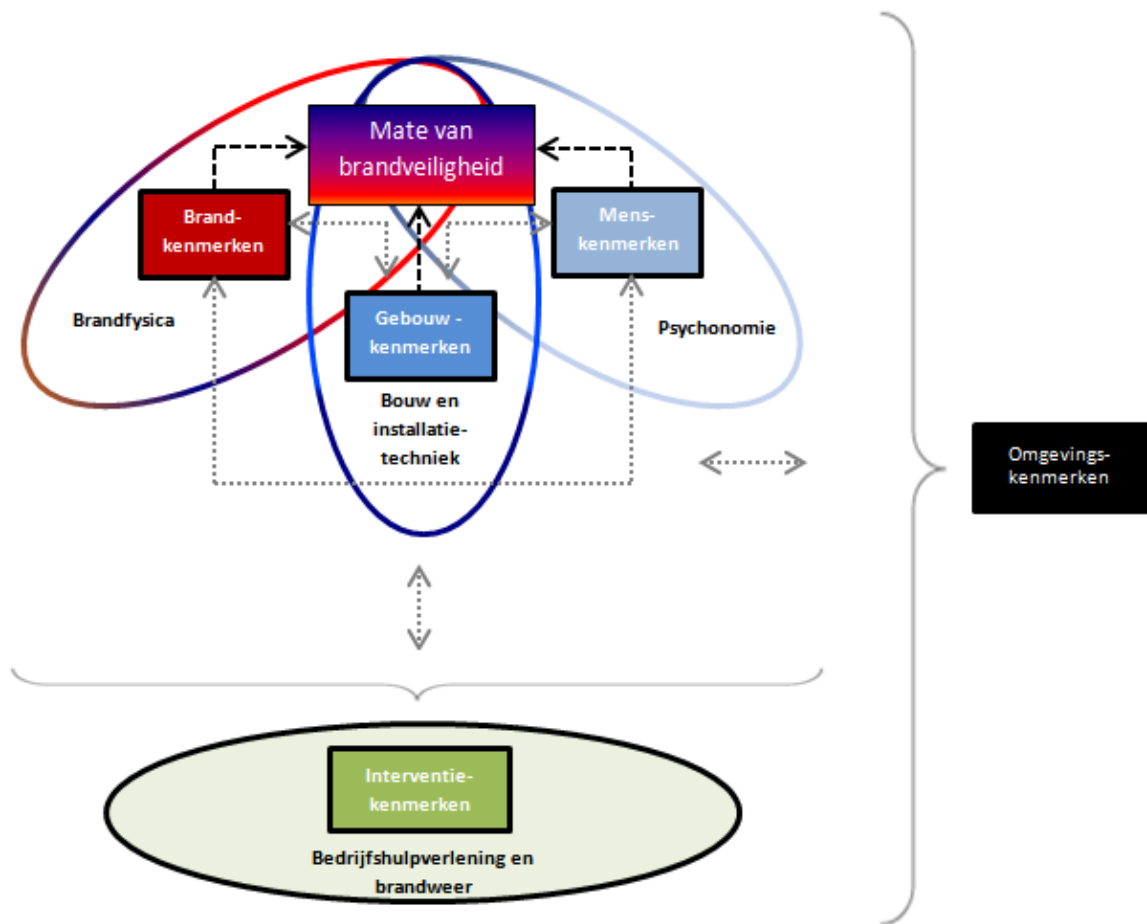 Mate van
brandveiligheid
Brand-
kenmerken
Mens-
kenmerken
Brandfysica
Gebouw -
kenmerken
Psychonomie
Bouw en
installatie-
techniek
Omgevings-
kenmerken
Interventie-
kenmerken
Bedrijfshulpverlening en
brandweer